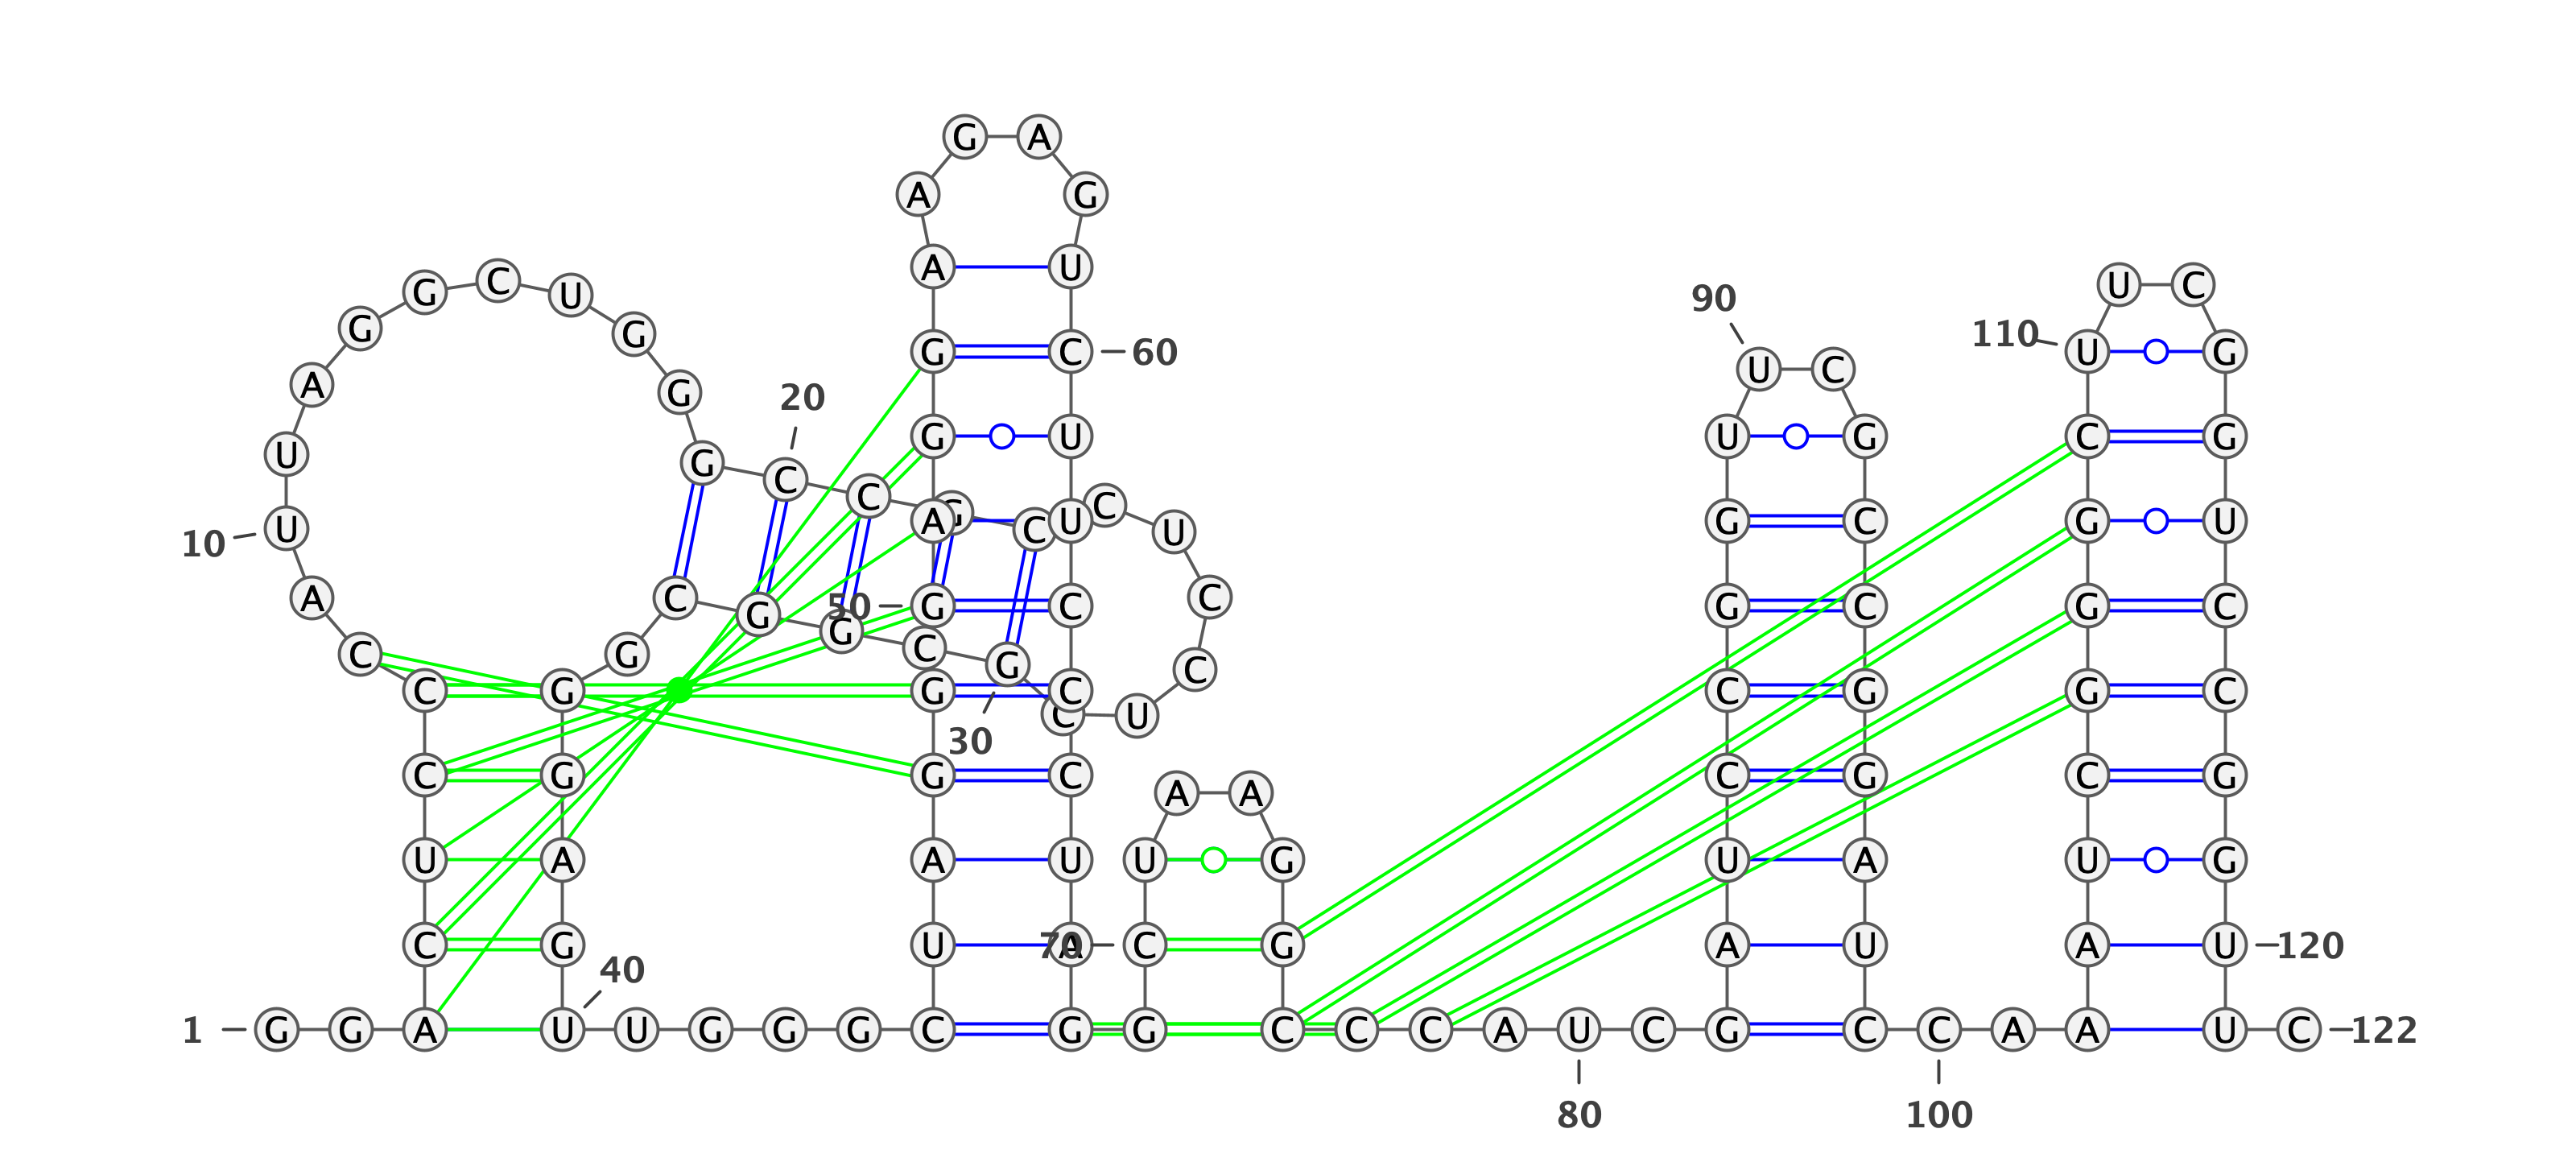 G A
A G
U C
G C U
A U
90
G G
110
U G
G C
60
U C
U G
A G
20
C
G U
U G
C G
U
G
C
C
A G C U C U
G C
G U
10
U
A C G G 50 G C C G C G C
C
C G G C G C U
C G G C
30
C
C G G C
A A
C G C G
40
U A A U U G U A U G
C G U A
70
C G A U A U
120
1
G G A U U G G G C G G C C C A U C G C C A A U C
122
80
100